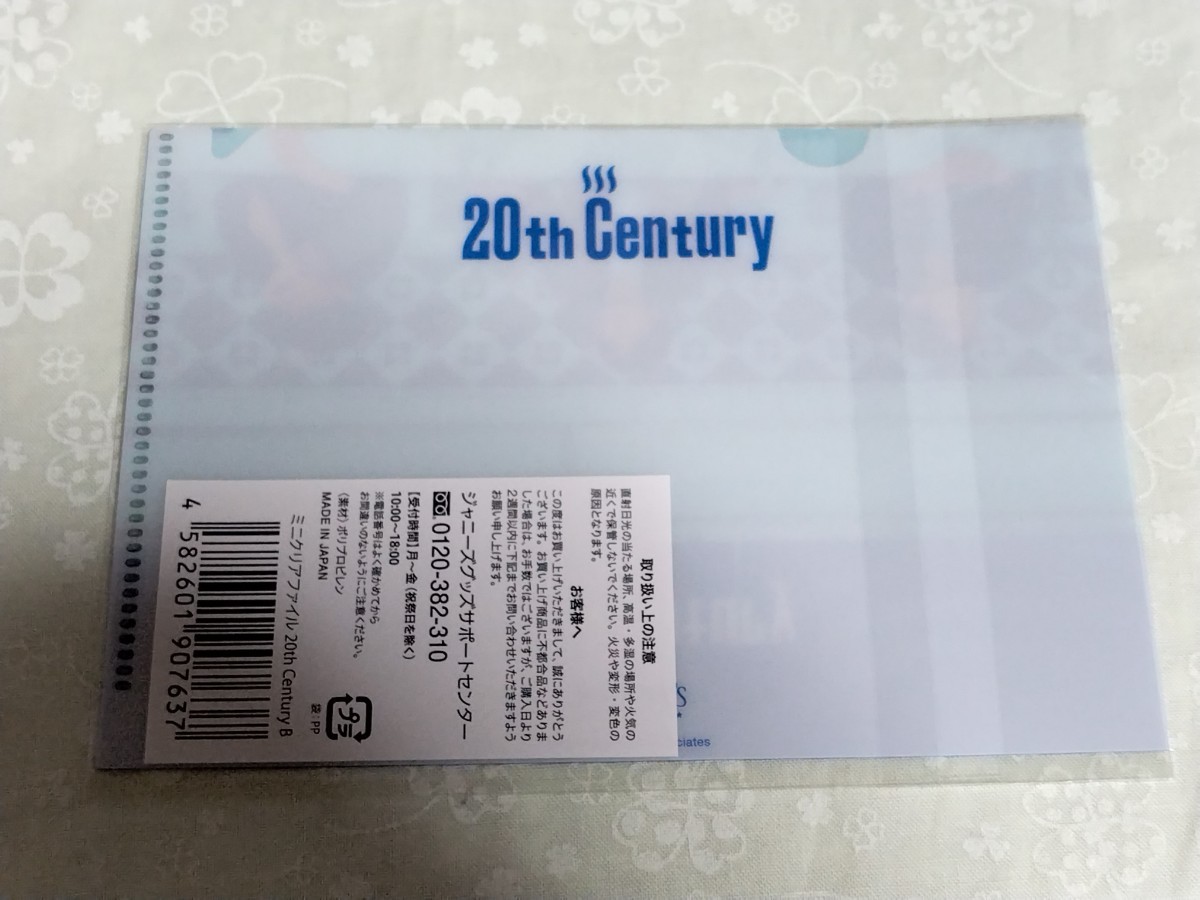 20th Century
取り扱い上の注意
直射日光の当たる場所、高温・多湿の場所や火気の
近くで保管しないでください。火災や変形・変色の
原因となります。
お客様へ
この度はお買い上げいただきまして、誠にありがとう
ございます。お買い上げ商品に不都合品などありま
した場合は、お手数ではございますが、ご購入日より
2週間以内に下記までお問い合わせいただきますよう
お願い申し上げます。
ジャニーズグッズサポートセンター
0120-382-310
【受付時間】月〜金(祝祭日を除く)
10:00〜18:00
※電話番号はよく確かめてから
お間違いのないようにご注意ください。
(素材)ポリプロピレン
MADE IN JAPAN
プラ
袋:PP
ミニクリアファイル 20th Century B
4 582601 907637
ciates